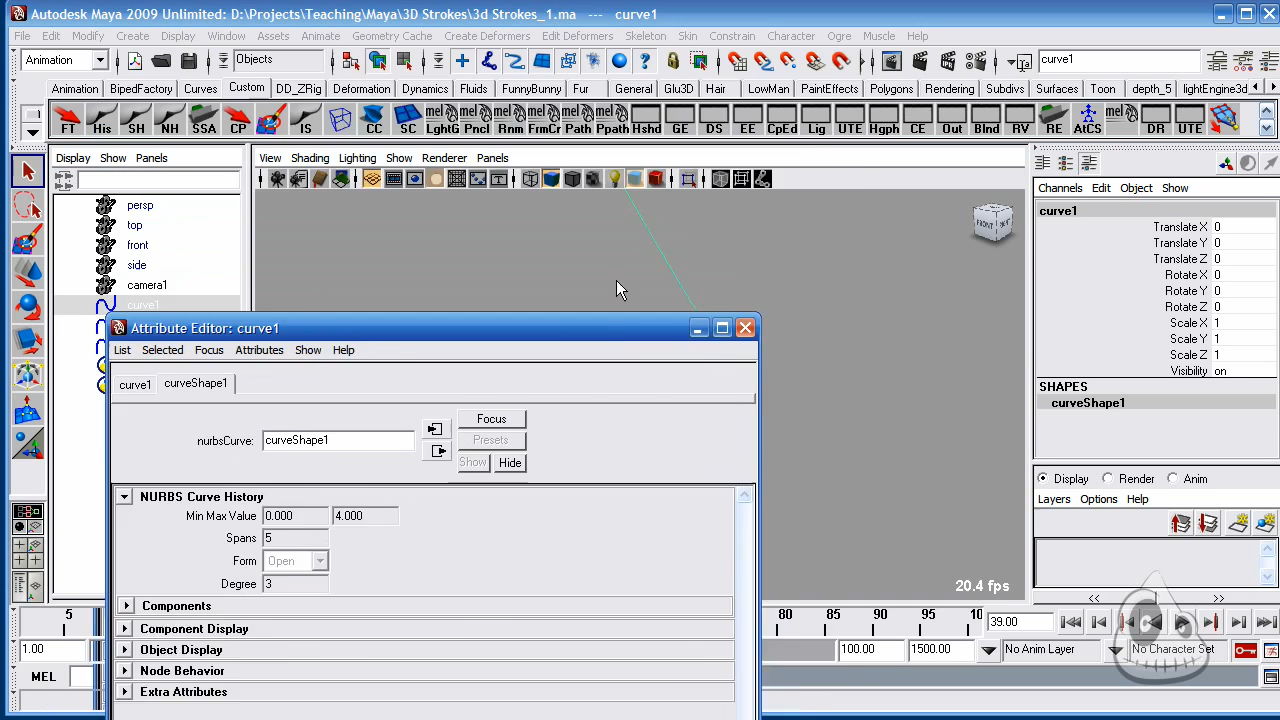 Autodesk Maya 2009 Unlimited: D:\Projects\Teaching\Maya\3D Strokes\3d Strokes_1.ma --- curve1
File Edit Modify Create Display Window Assets Animate Geometry Cache Create Deformers Edit Deformers Skeleton Skin Constrain Character Ogre Muscle Help
Animation Objects curve1
Animation BipedFactory Curves Custom DD_ZRig Deformation Dynamics Fluids FunnyBunny Fur General Glu3D Hair LowMan PaintEffects Polygons Rendering Subdivs Surfaces Toon depth_5 lightEngine3d
mel mel mel mel mel mel
FT His SH NH SSA CP IS CC SC LghtG Pncl Rnm FrmCr Path Ppath Hshd GE DS EE CpEd Lig UTE Hgph CE Out Blnd RV RE AtCS DR UTE
Display Show Panels
View Shading Lighting Show Renderer Panels
persp
top
front
side
camera1
curve1
FRONT
20.4 fps
Attribute Editor: curve1
List Selected Focus Attributes Show Help
curve1 curveShape1
nurbsCurve: curveShape1
Focus
Presets
Show Hide
NURBS Curve History
Min Max Value 0.000 4.000
Spans 5
Form Open
Degree 3
Components
Component Display
Object Display
Node Behavior
Extra Attributes
Channels Edit Object Show
curve1
Translate X 0
Translate Y 0
Translate Z 0
Rotate X 0
Rotate Y 0
Rotate Z 0
Scale X 1
Scale Y 1
Scale Z 1
Visibility on
SHAPES
curveShape1
Display Render Anim
Layers Options Help
5 80 85 90 95 10 39.00
1.00 100.00 1500.00 No Anim Layer No Character Set
MEL